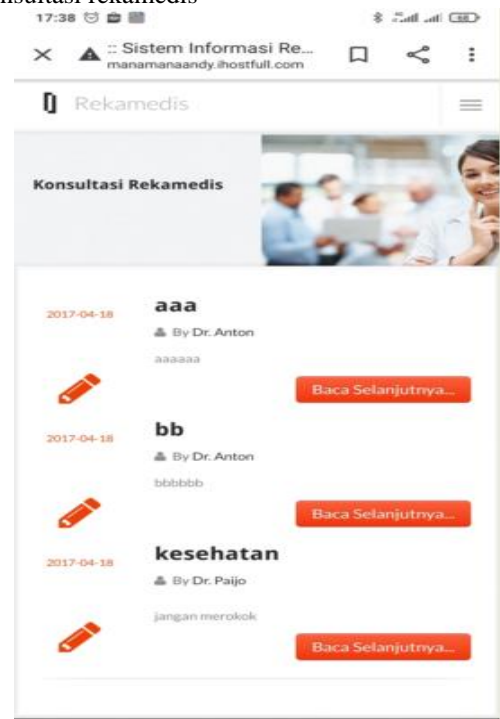 nsultasi rekamedis
17:38
:: Sistem Informasi Re...
manamanaandy.ihostfull.com
Rekamedis
Konsultasi Rekamedis
2017-04-18
aaa
By Dr. Anton
aaaaaa
Baca Selanjutnya...
2017-04-18
bb
By Dr. Anton
bbbbbb
Baca Selanjutnya...
2017-04-18
kesehatan
By Dr. Paijo
jangan merokok
Baca Selanjutnya...